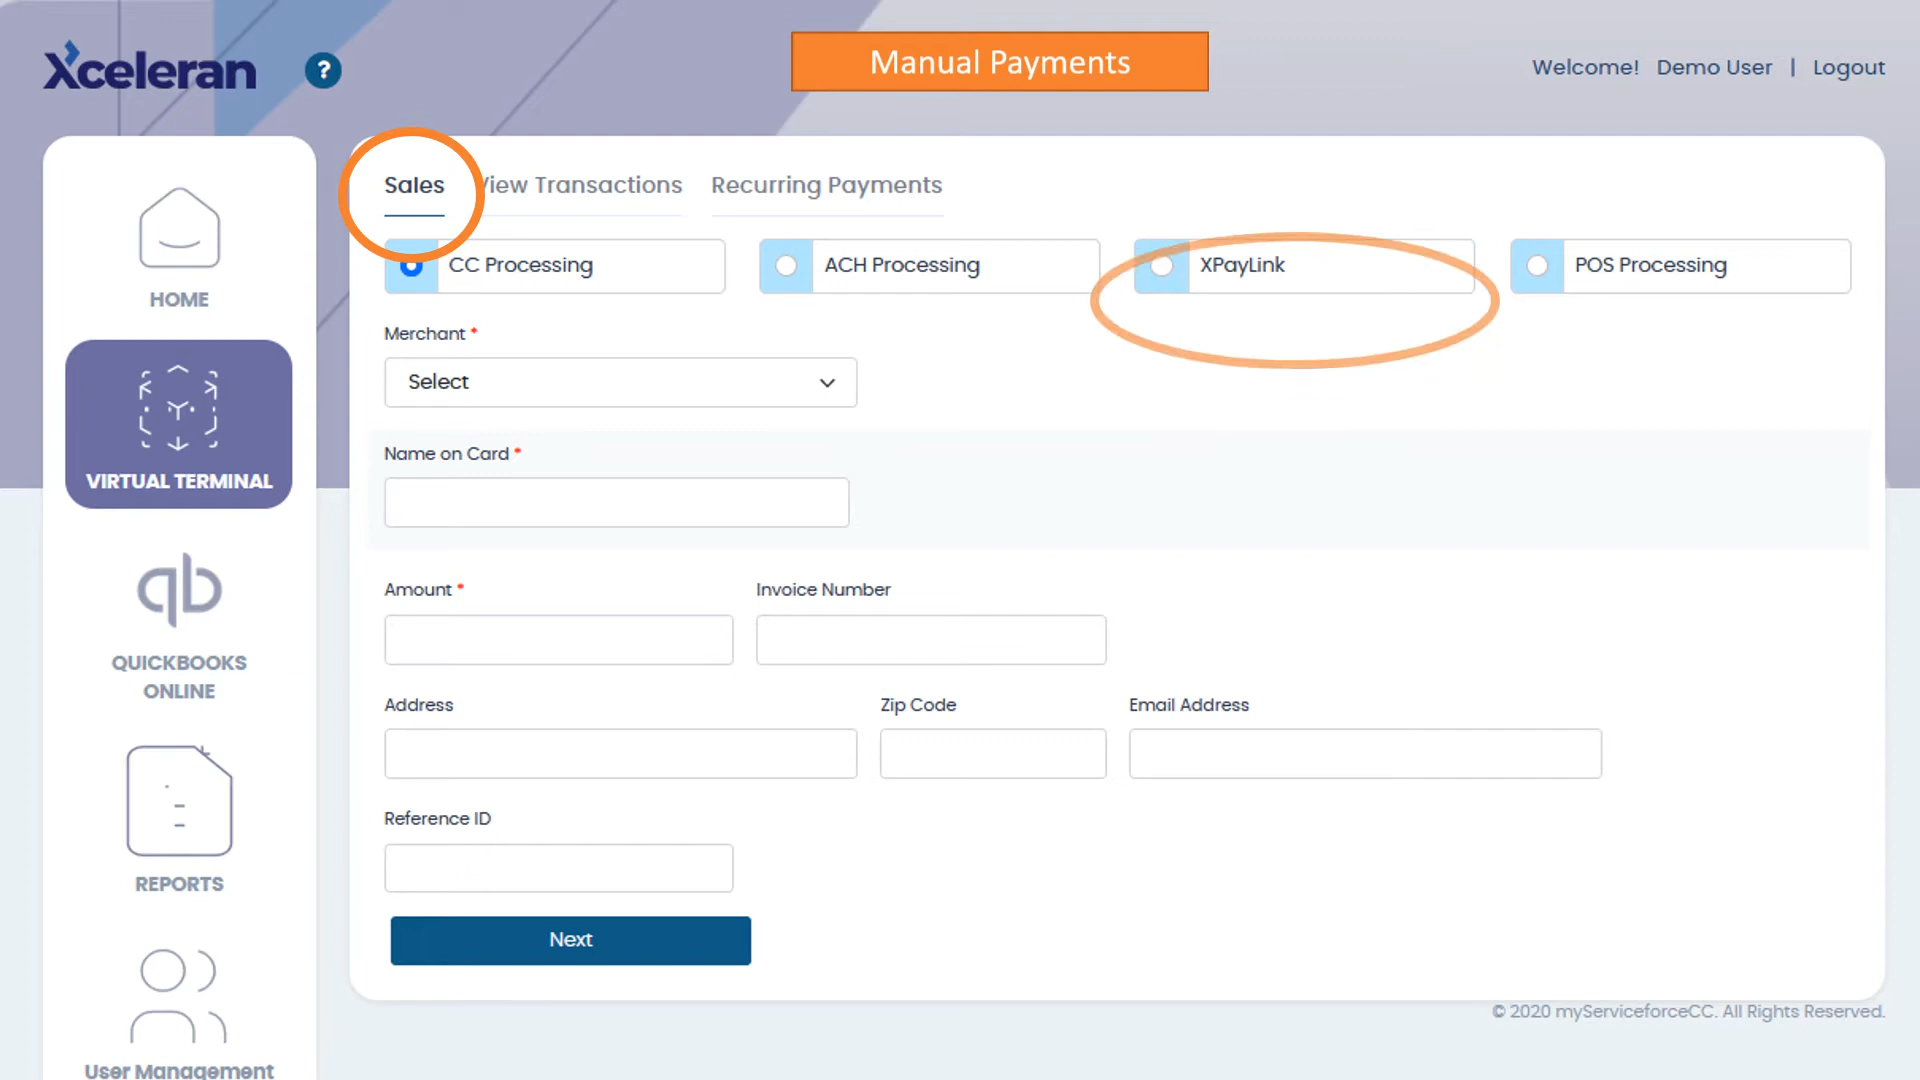 Xceleran
?
Manual Payments
Welcome! Demo User | Logout
Sales
View Transactions
Recurring Payments
CC Processing
ACH Processing
XPayLink
POS Processing
Merchant *
Select
Name on Card *
Amount *
Invoice Number
Address
Zip Code
Email Address
Reference ID
Next
HOME
VIRTUAL TERMINAL
qb
QUICKBOOKS
ONLINE
REPORTS
User Management
© 2020 myServiceforceCC. All Rights Reserved.